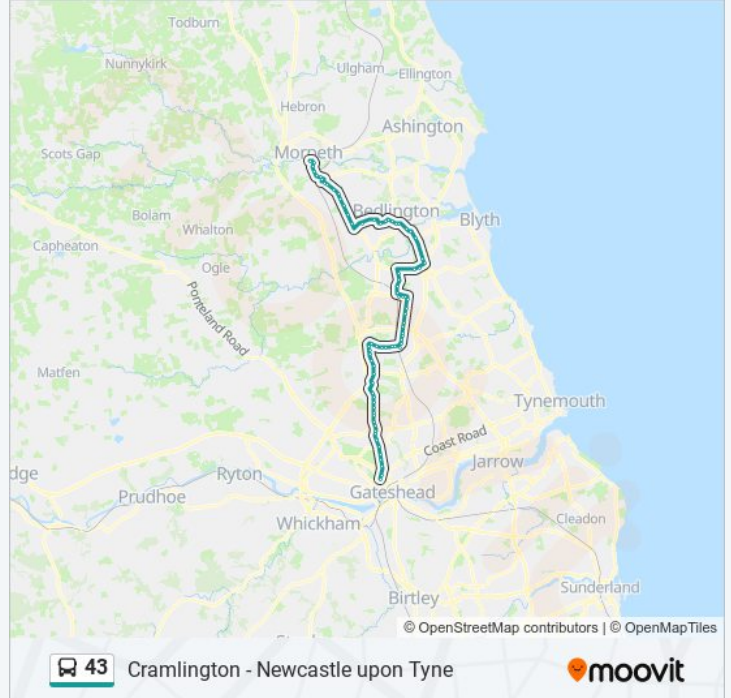 Todburn
Nunnykirk
Ulgham
Ellington
Hebron
Ashington
Scots Gap
Morpeth
Bedlington
Blyth
Bolam
Whalton
Capheaton
Ogle
Ponteland Road
Matfen
Tynemouth
Coast Road
dge
Ryton
Jarrow
Prudhoe
Gateshead
Whickham
Cleadon
Sunderland
Birtley
© OpenStreetMap contributors | © OpenMapTiles
43 Cramlington - Newcastle upon Tyne
moovit